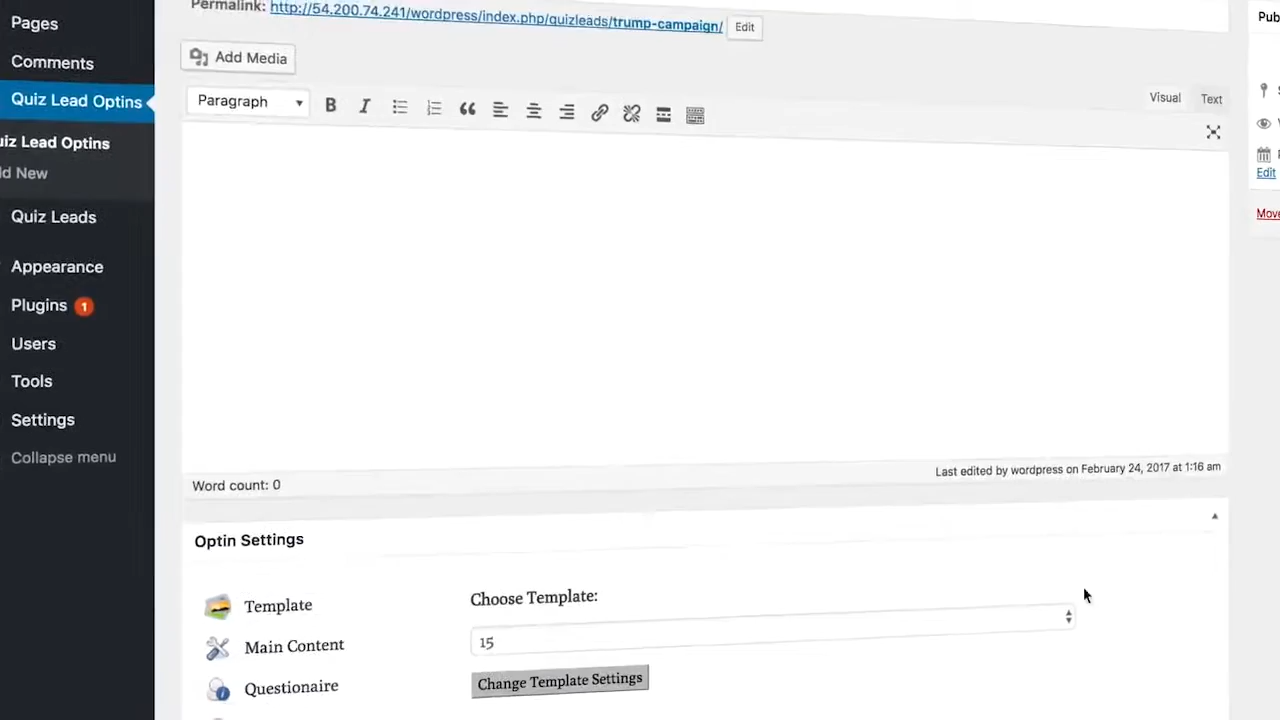 Pages
Comments
Quiz Lead Optins
iz Lead Optins
d New
Quiz Leads
Appearance
Plugins 1
Users
Tools
Settings
Collapse menu
Permalink: http://54.200.74.241/wordpress/index.php/quizleads/trump-campaign/ Edit
Add Media
Paragraph
B I
Visual Text
Word count: 0
Last edited by wordpress on February 24, 2017 at 1:16 am
Optin Settings
Template
Main Content
Questionaire
Choose Template:
15
Change Template Settings
Pub
Edit
Move